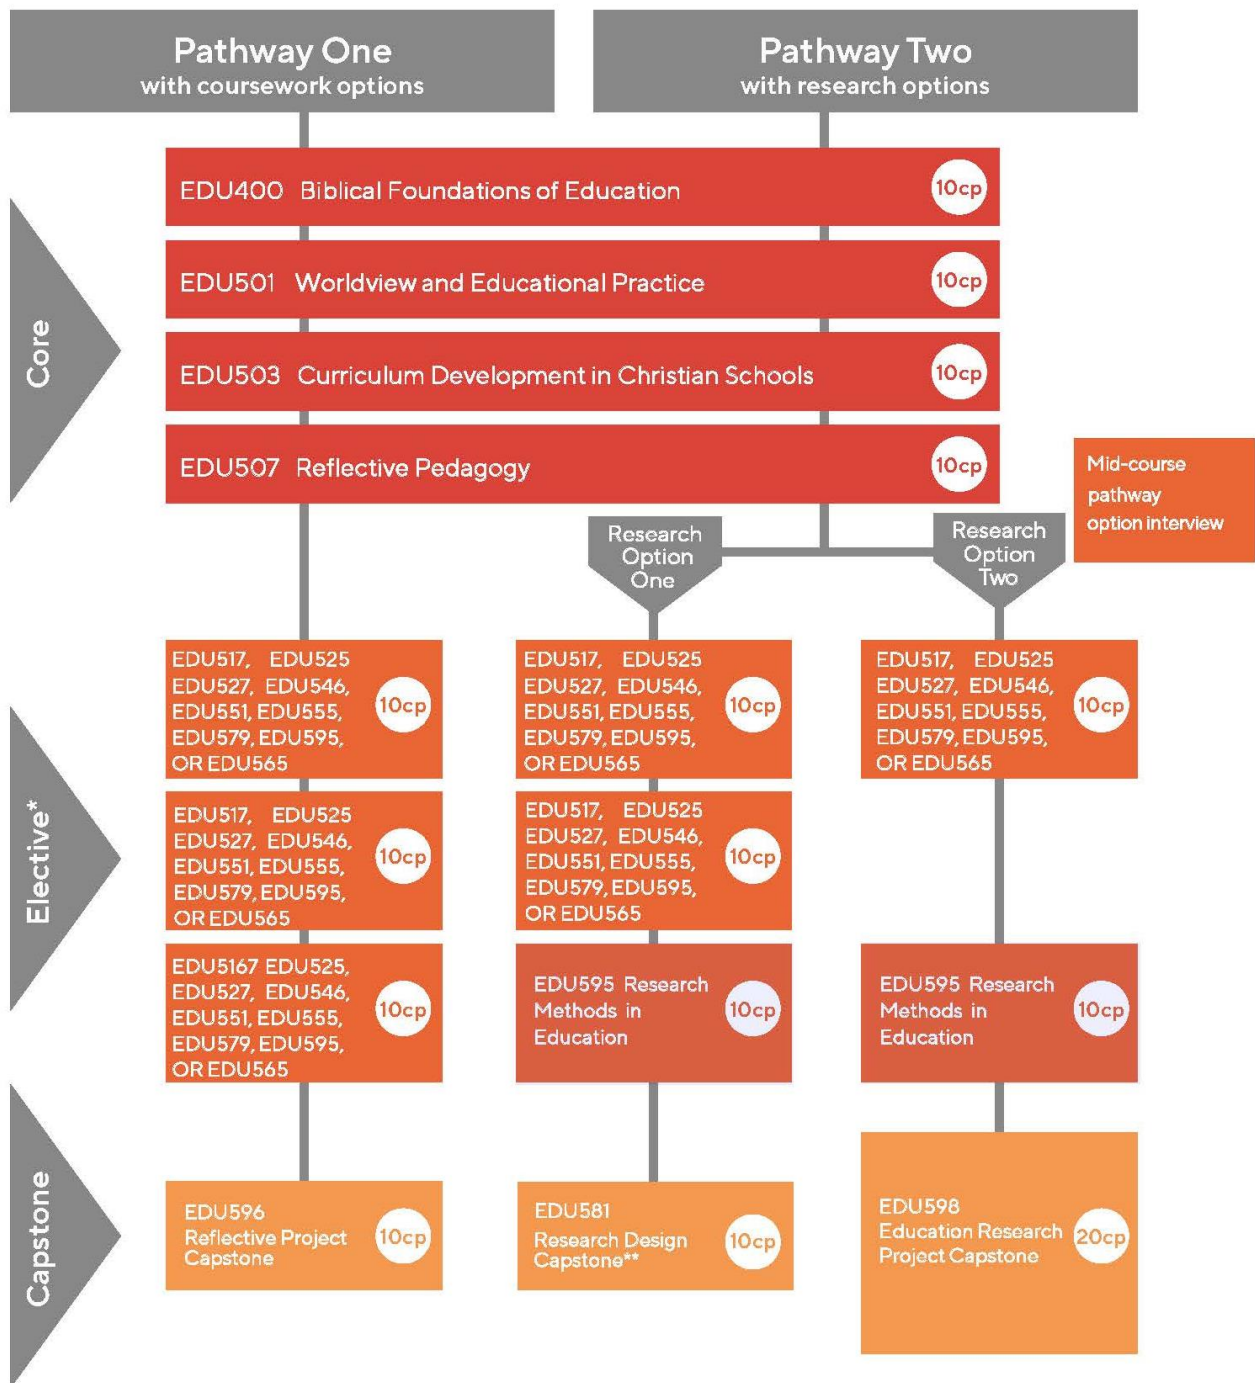 Pathway One
with coursework options
Pathway Two
with research options
Core
EDU400 Biblical Foundations of Education
10cp
EDU501 Worldview and Educational Practice
10cp
EDU503 Curriculum Development in Christian Schools
10cp
EDU507 Reflective Pedagogy
10cp
Mid-course
pathway
option interview
Research
Option
One
Research
Option
Two
Elective*
EDU517, EDU525
EDU527, EDU546,
EDU551, EDU555,
EDU579, EDU595,
OR EDU565
10cp
EDU517, EDU525
EDU527, EDU546,
EDU551, EDU555,
EDU579, EDU595,
OR EDU565
10cp
EDU517, EDU525
EDU527, EDU546,
EDU551, EDU555,
EDU579, EDU595,
OR EDU565
10cp
EDU517, EDU525
EDU527, EDU546,
EDU551, EDU555,
EDU579, EDU595,
OR EDU565
10cp
EDU517, EDU525
EDU527, EDU546,
EDU551, EDU555,
EDU579, EDU595,
OR EDU565
10cp
EDU5167 EDU525,
EDU527, EDU546,
EDU551, EDU555,
EDU579, EDU595,
OR EDU565
10cp
EDU595 Research
Methods in
Education
10cp
EDU595 Research
Methods in
Education
10cp
Capstone
EDU596
Reflective Project
Capstone
10cp
EDU581
Research Design
Capstone**
10cp
EDU598
Education Research
Project Capstone
20cp